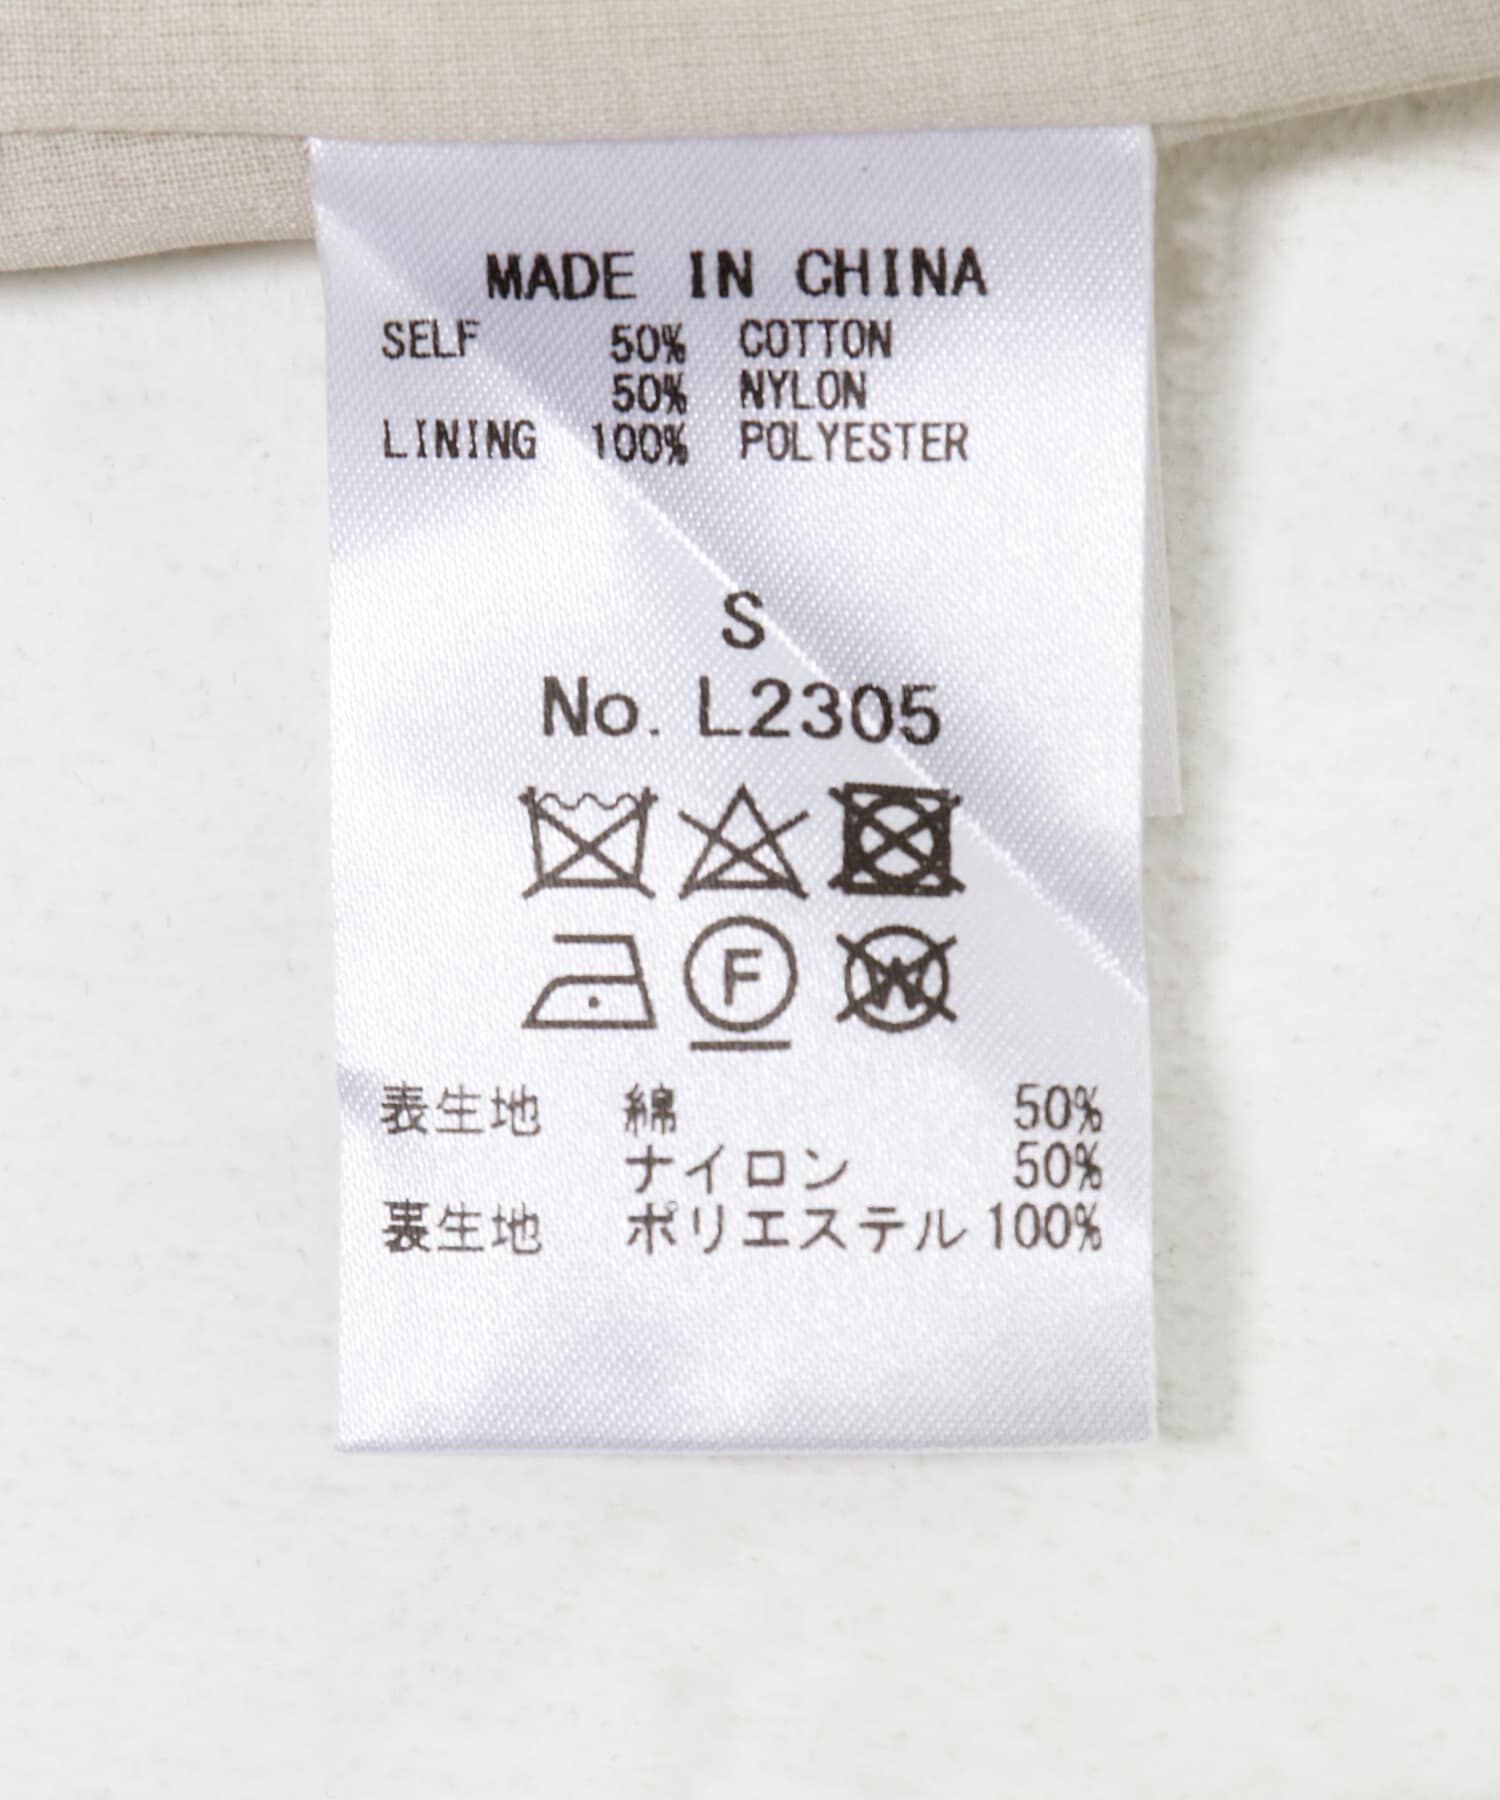 MADE IN CHINA
SELF 50% COTTON
50% NYLON
LINING 100% POLYESTER
S
No. L2305
F
W
表生地 綿 50%
ナイロン 50%
裏生地 ポリエステル 100%